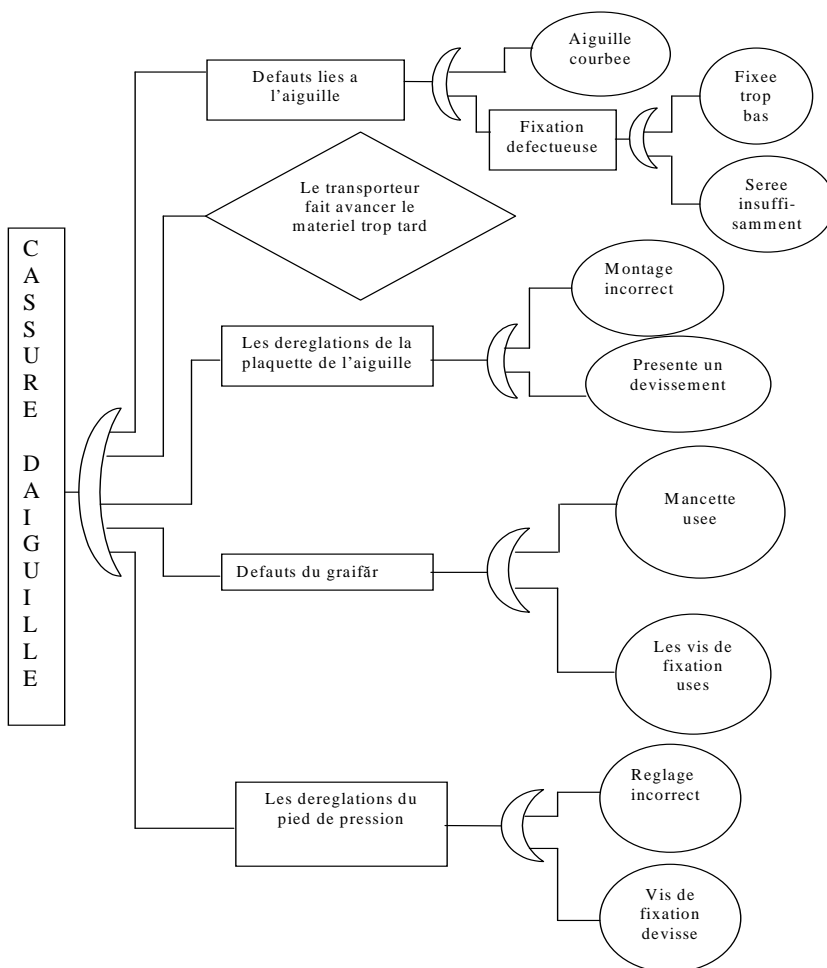 CASSURE DAIGUILLE
Defauts lies a
l'aiguille
Aiguille
courbee
Fixation
defectueuse
Fixee
trop
bas
Seree
insuffi-
samment
Le transporteur
fait avancer le
materiel trop tard
Les dereglations de la
plaquette de l'aiguille
Montage
incorrect
Presente un
devissement
Defauts du graifăr
Mancette
usee
Les vis de
fixation
uses
Les dereglations du
pied de pression
Reglage
incorrect
Vis de
fixation
devisse